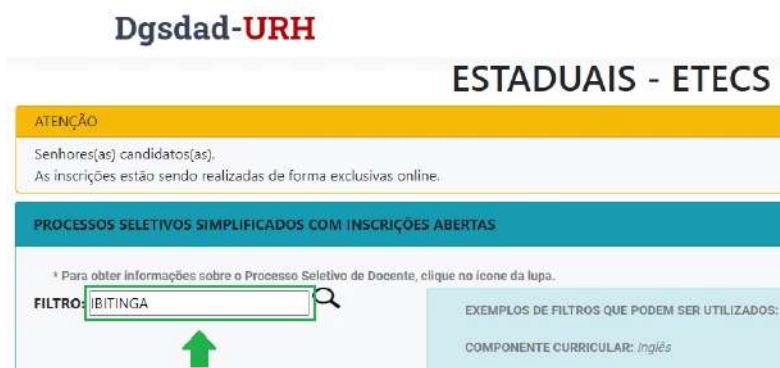 Dgsdad-URH
ESTADUAIS - ETECS
ATENÇÃO
Senhores(as) candidatos(as).
As inscrições estão sendo realizadas de forma exclusivas online.
PROCESSOS SELETIVOS SIMPLIFICADOS COM INSCRIÇÕES ABERTAS
* Para obter informações sobre o Processo Seletivo de Docente, clique no ícone da lupa.
FILTRO: IBITINGA
EXEMPLOS DE FILTROS QUE PODEM SER UTILIZADOS:
COMPONENTE CURRICULAR: Inglês